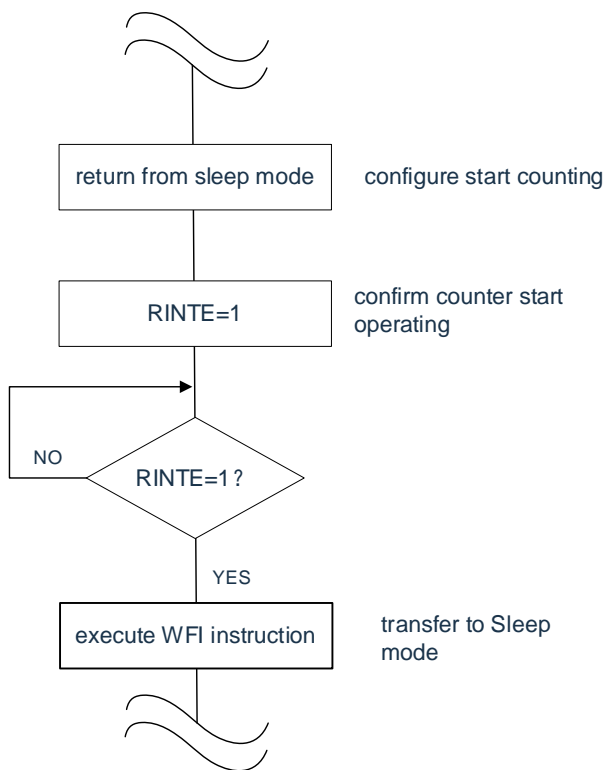 return from sleep mode
configure start counting
RINTE=1
confirm counter start
operating
NO
RINTE=1?
YES
execute WFI instruction
transfer to Sleep
mode